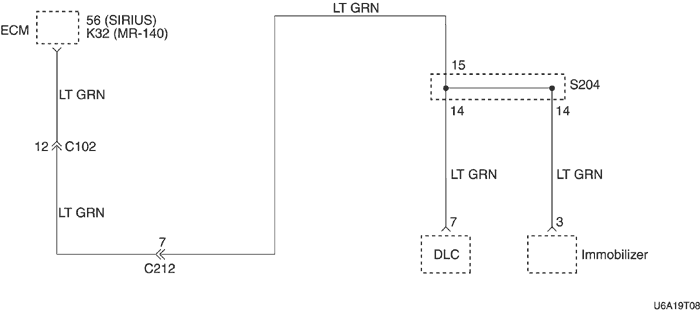 LT GRN
ECM
56 (SIRIUS)
K32 (MR-140)
15
S204
LT GRN
14
14
12
C102
LT GRN
LT GRN
LT GRN
7
3
7
C212
DLC
Immobilizer
U6A19T08